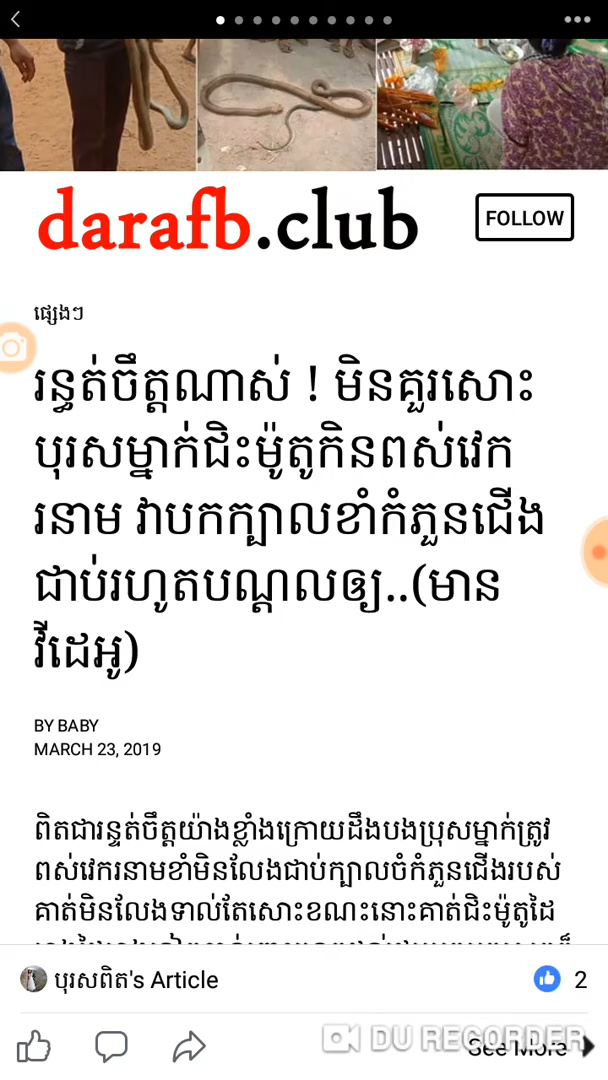 darafb.club
FOLLOW
ផ្សេងៗ
រន្ធត់ចិត្តណាស់ ! មិនគួរសោះ
បុរសម្នាក់ជិះម៉ូតូកិនពស់វែក
រនាម វាបកក្បាលខាំកំភួនជើង
ជាប់រហូតបណ្តាលឲ្យ..(មាន
វីដេអូ)
BY BABY
MARCH 23, 2019
ពិតជារន្ធត់ចិត្តយ៉ាងខ្លាំងក្រោយដឹងបងប្រុសម្នាក់ត្រូវ
ពស់វែករនាមខាំមិនលែងជាប់ក្បាលចំកំភួនជើងរបស់
គាត់មិនលែងទាល់តែសោះខណះនោះគាត់ជិះម៉ូតូដៃ
បុរសពិត's Article
2
DU RECORDER
See More